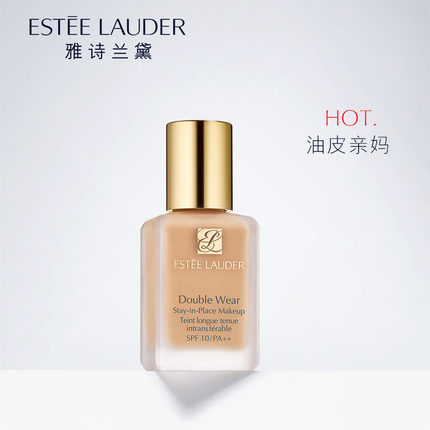 ESTĒE LAUDER
雅诗兰黛
HOT.
油皮亲妈
ESTĒE LAUDER
Double Wear
Stay-in-Place Makeup
Teint longue tenue
intransférable
SPF 10/PA++